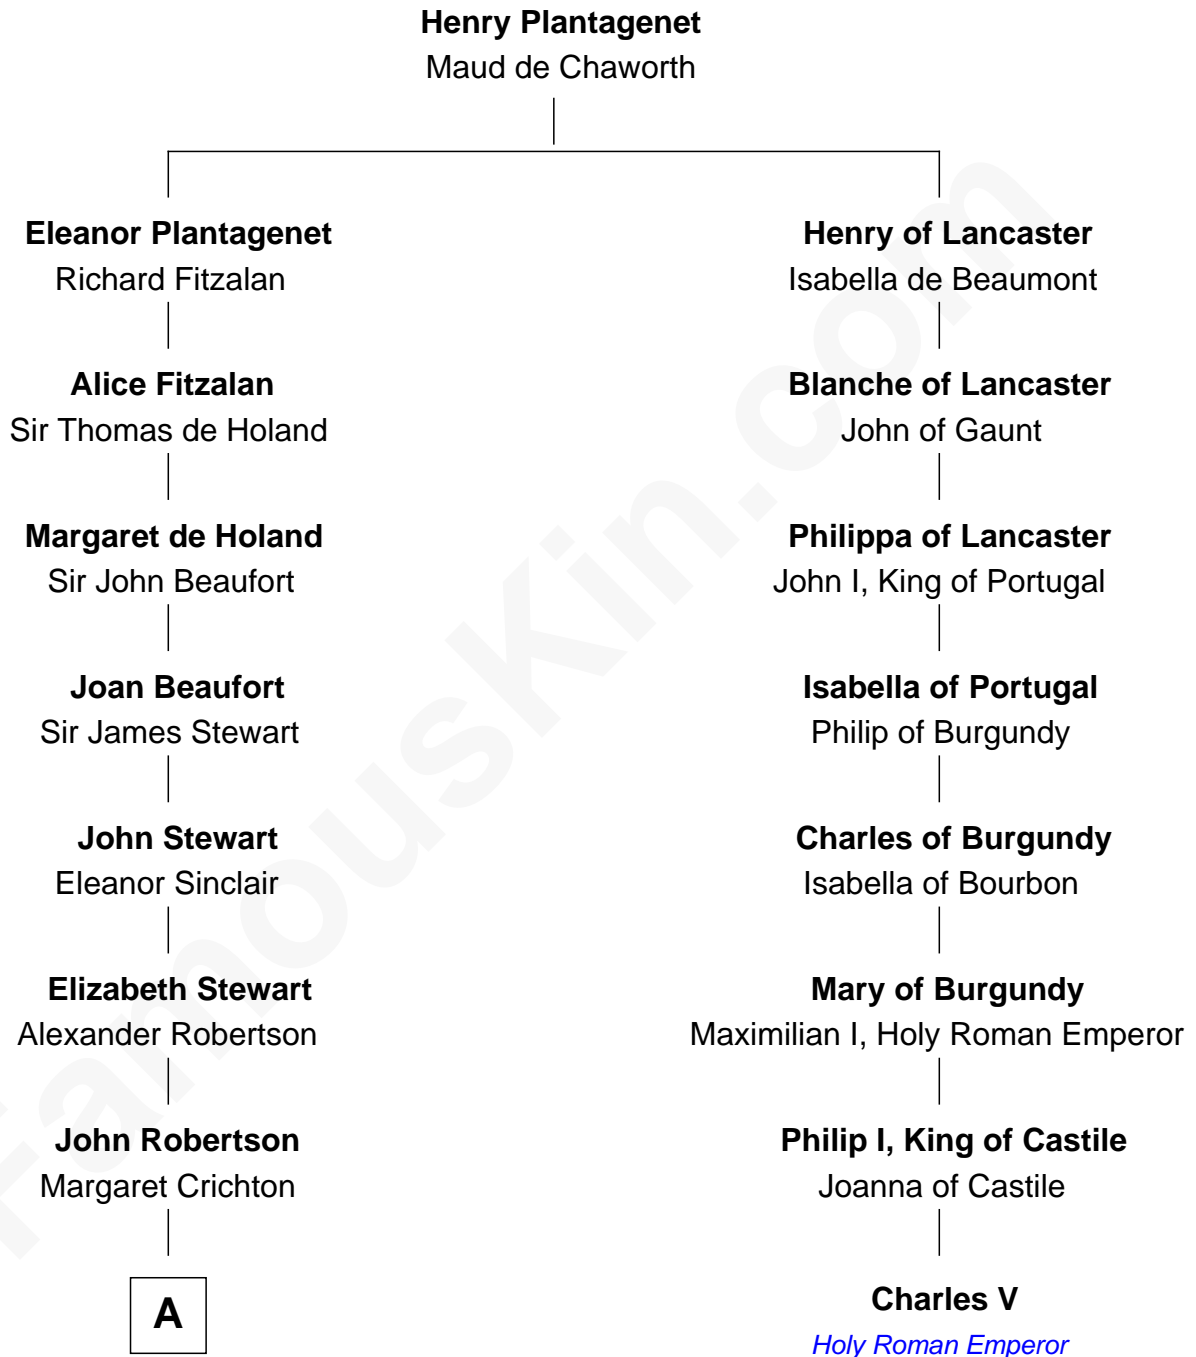 Henry Plantagenet
Maud de Chaworth
Eleanor Plantagenet
Richard Fitzalan
Alice Fitzalan
Sir Thomas de Holand
Margaret de Holand
Sir John Beaufort
Joan Beaufort
Sir James Stewart
John Stewart
Eleanor Sinclair
Elizabeth Stewart
Alexander Robertson
John Robertson
Margaret Crichton
A
Henry of Lancaster
Isabella de Beaumont
Blanche of Lancaster
John of Gaunt
Philippa of Lancaster
John I, King of Portugal
Isabella of Portugal
Philip of Burgundy
Charles of Burgundy
Isabella of Bourbon
Mary of Burgundy
Maximilian I, Holy Roman Emperor
Philip I, King of Castile
Joanna of Castile
Charles V
Holy Roman Emperor
FamousKin.com